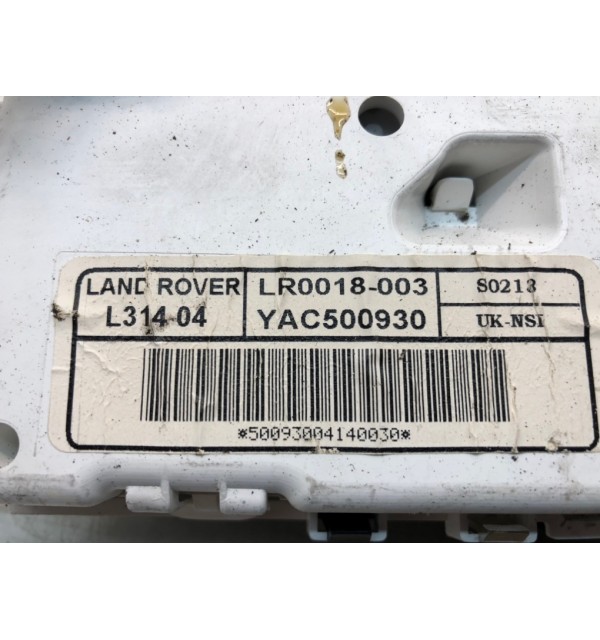 LAND ROVER LR0018-003 S0213
L314-04 YAC500930 UK-NSI
*50093004140030*